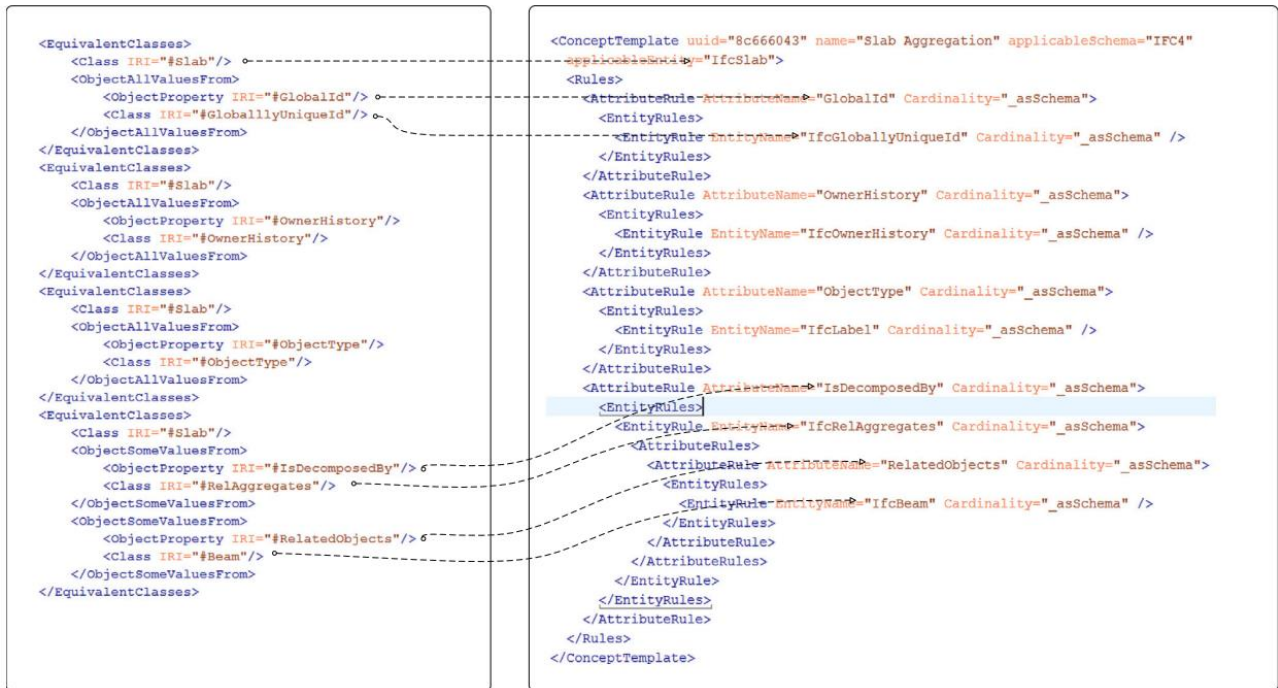 <EquivalentClasses>
<Class IRI="#Slab"/>
<ObjectAllValuesFrom>
<ObjectProperty IRI="#GlobalId"/>
<Class IRI="#GloballlyUniqueId"/>
</ObjectAllValuesFrom>
</EquivalentClasses>
<EquivalentClasses>
<Class IRI="#Slab"/>
<ObjectAllValuesFrom>
<ObjectProperty IRI="#OwnerHistory"/>
<Class IRI="#OwnerHistory"/>
</ObjectAllValuesFrom>
</EquivalentClasses>
<EquivalentClasses>
<Class IRI="#Slab"/>
<ObjectAllValuesFrom>
<ObjectProperty IRI="#ObjectType"/>
<Class IRI="#ObjectType"/>
</ObjectAllValuesFrom>
</EquivalentClasses>
<EquivalentClasses>
<Class IRI="#Slab"/>
<ObjectSomeValuesFrom>
<ObjectProperty IRI="#IsDecomposedBy"/>
<Class IRI="#RelAggregates"/>
</ObjectSomeValuesFrom>
<ObjectSomeValuesFrom>
<ObjectProperty IRI="#RelatedObjects"/>
<Class IRI="#Beam"/>
</ObjectSomeValuesFrom>
</EquivalentClasses>
<ConceptTemplate uuid="8c666043" name="Slab Aggregation" applicableSchema="IFC4"
applicableEntity="IfcSlab">
<Rules>
<AttributeRule AttributeName="GlobalId" Cardinality="_asSchema">
<EntityRules>
<EntityRule EntityName="IfcGloballyUniqueId" Cardinality="_asSchema" />
</EntityRules>
</AttributeRule>
<AttributeRule AttributeName="OwnerHistory" Cardinality="_asSchema">
<EntityRules>
<EntityRule EntityName="IfcOwnerHistory" Cardinality="_asSchema" />
</EntityRules>
</AttributeRule>
<AttributeRule AttributeName="ObjectType" Cardinality="_asSchema">
<EntityRules>
<EntityRule EntityName="IfcLabel" Cardinality="_asSchema" />
</EntityRules>
</AttributeRule>
<AttributeRule AttributeName="IsDecomposedBy" Cardinality="_asSchema">
<EntityRules>
<EntityRule EntityName="IfcRelAggregates" Cardinality="_asSchema">
<AttributeRules>
<AttributeRule AttributeName="RelatedObjects" Cardinality="_asSchema">
<EntityRules>
<EntityRule EntityName="IfcBeam" Cardinality="_asSchema" />
</EntityRules>
</AttributeRule>
</AttributeRules>
</EntityRule>
</EntityRules>
</AttributeRule>
</Rules>
</ConceptTemplate>